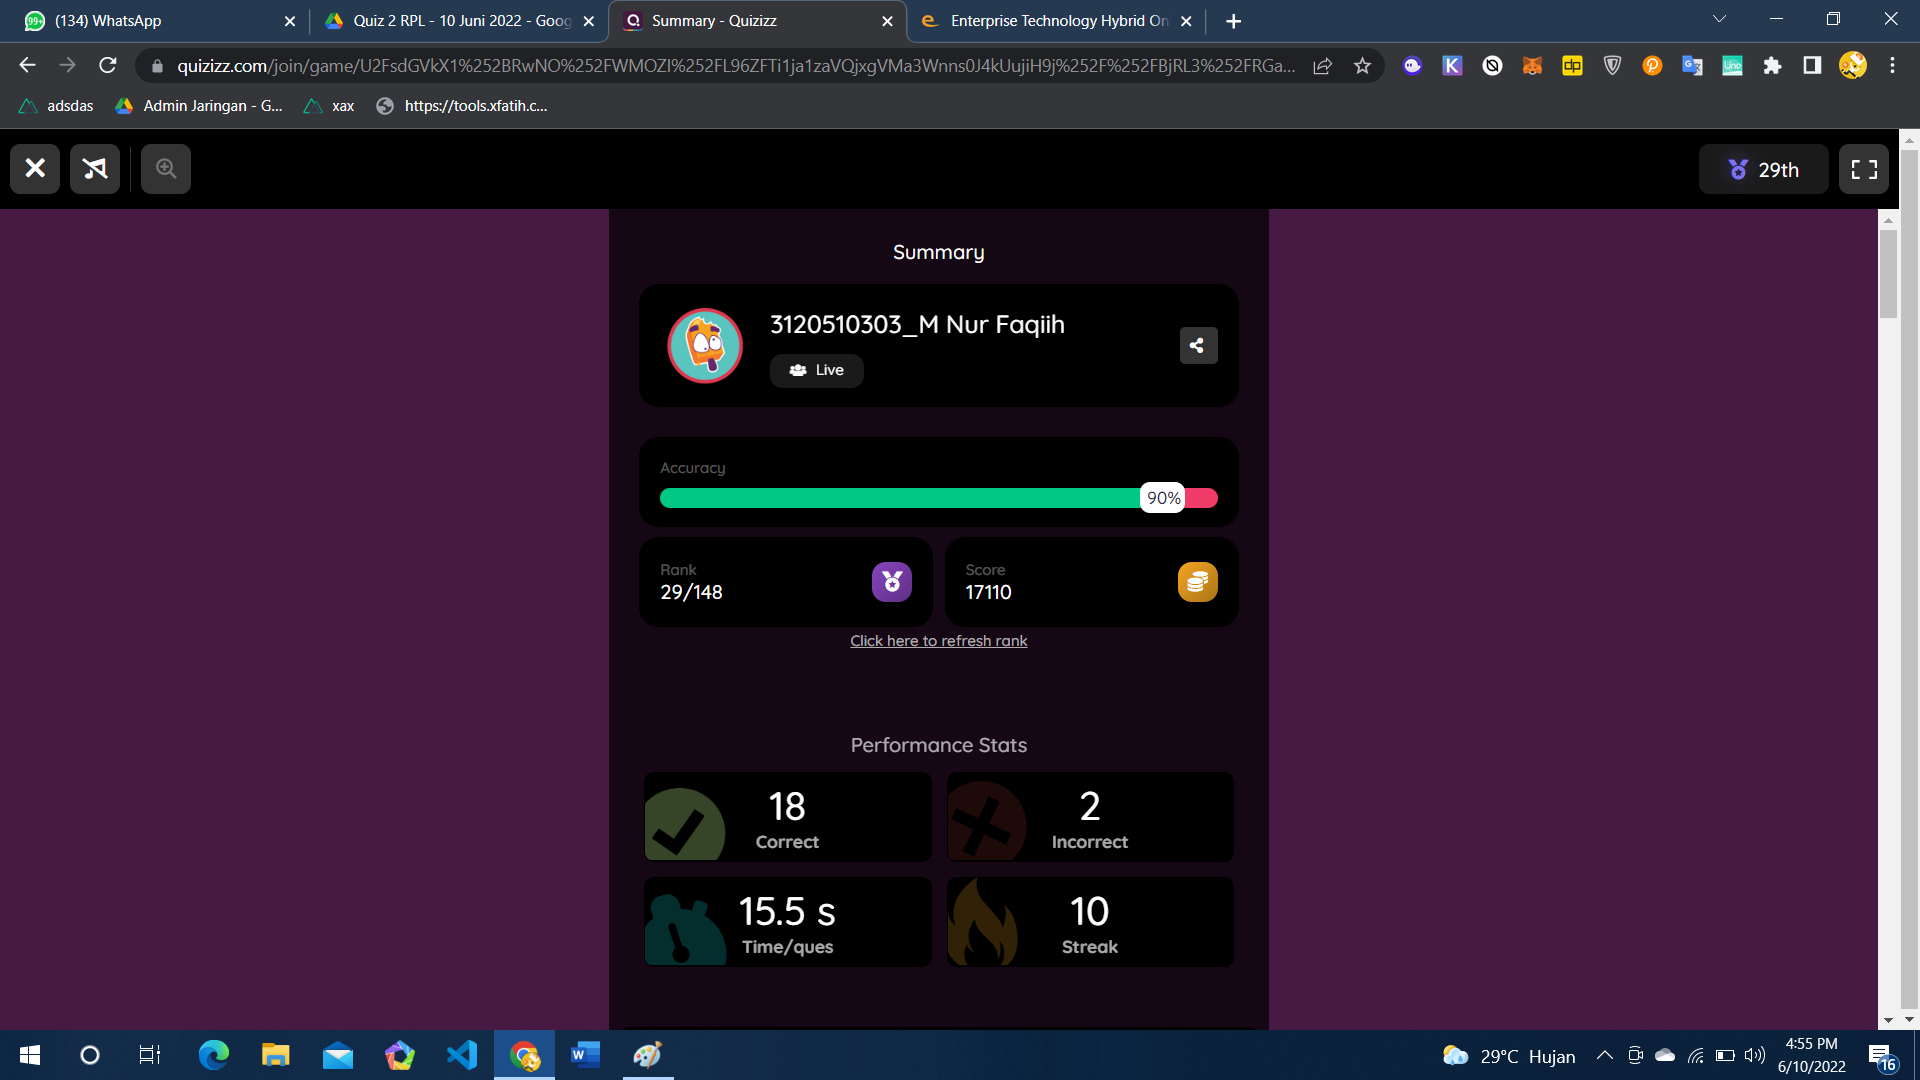 (134) WhatsApp
Quiz 2 RPL - 10 Juni 2022 - Goog
Summary - Quizizz
Enterprise Technology Hybrid On
quizizz.com/join/game/U2FsdGVkX1%252BRwNO%252FWMOZI%252FL96ZFTi1ja1zaVQjxgVMa3Wnns0J4kUujiH9j%252F%252FBjRL3%252FRGa...
adsdas
Admin Jaringan - G...
xax
https://tools.xfatih.c...
29th
Summary
3120510303_M Nur Faqiih
Live
Accuracy
90%
Rank
29/148
Score
17110
Click here to refresh rank
Performance Stats
18
Correct
2
Incorrect
15.5 s
Time/ques
10
Streak
29°C Hujan
4:55 PM
6/10/2022
16